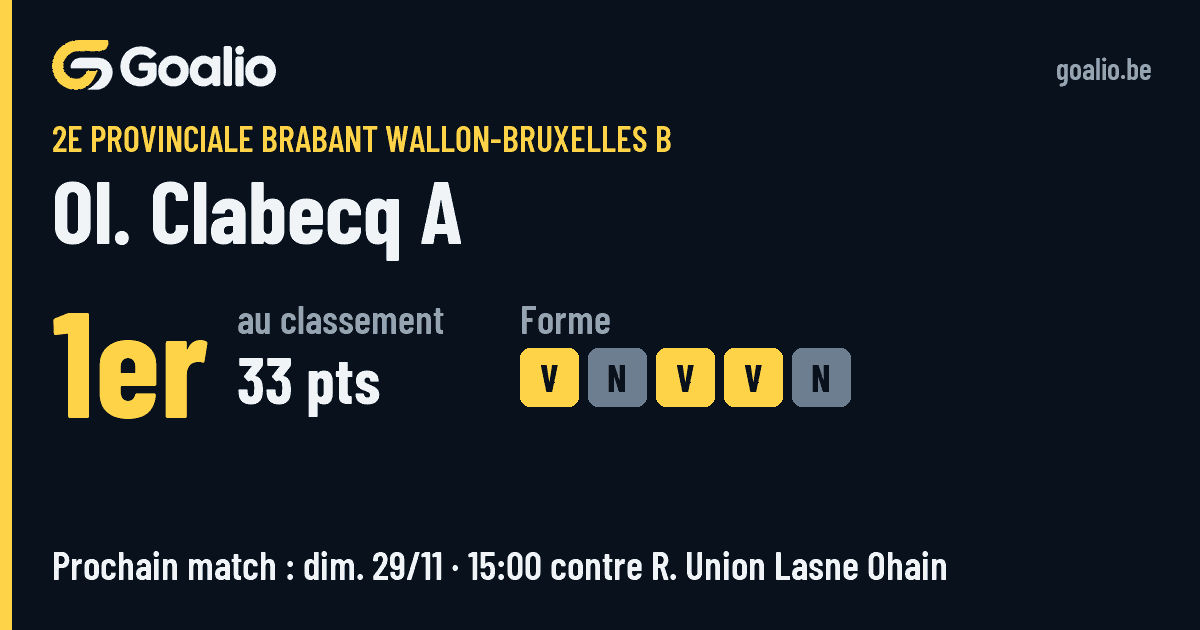 Goalio
goalio.be
2E PROVINCIALE BRABANT WALLON-BRUXELLES B
Ol. Clabecq A
1er
au classement
33 pts
Forme
V N V V N
Prochain match : dim. 29/11 · 15:00 contre R. Union Lasne Ohain